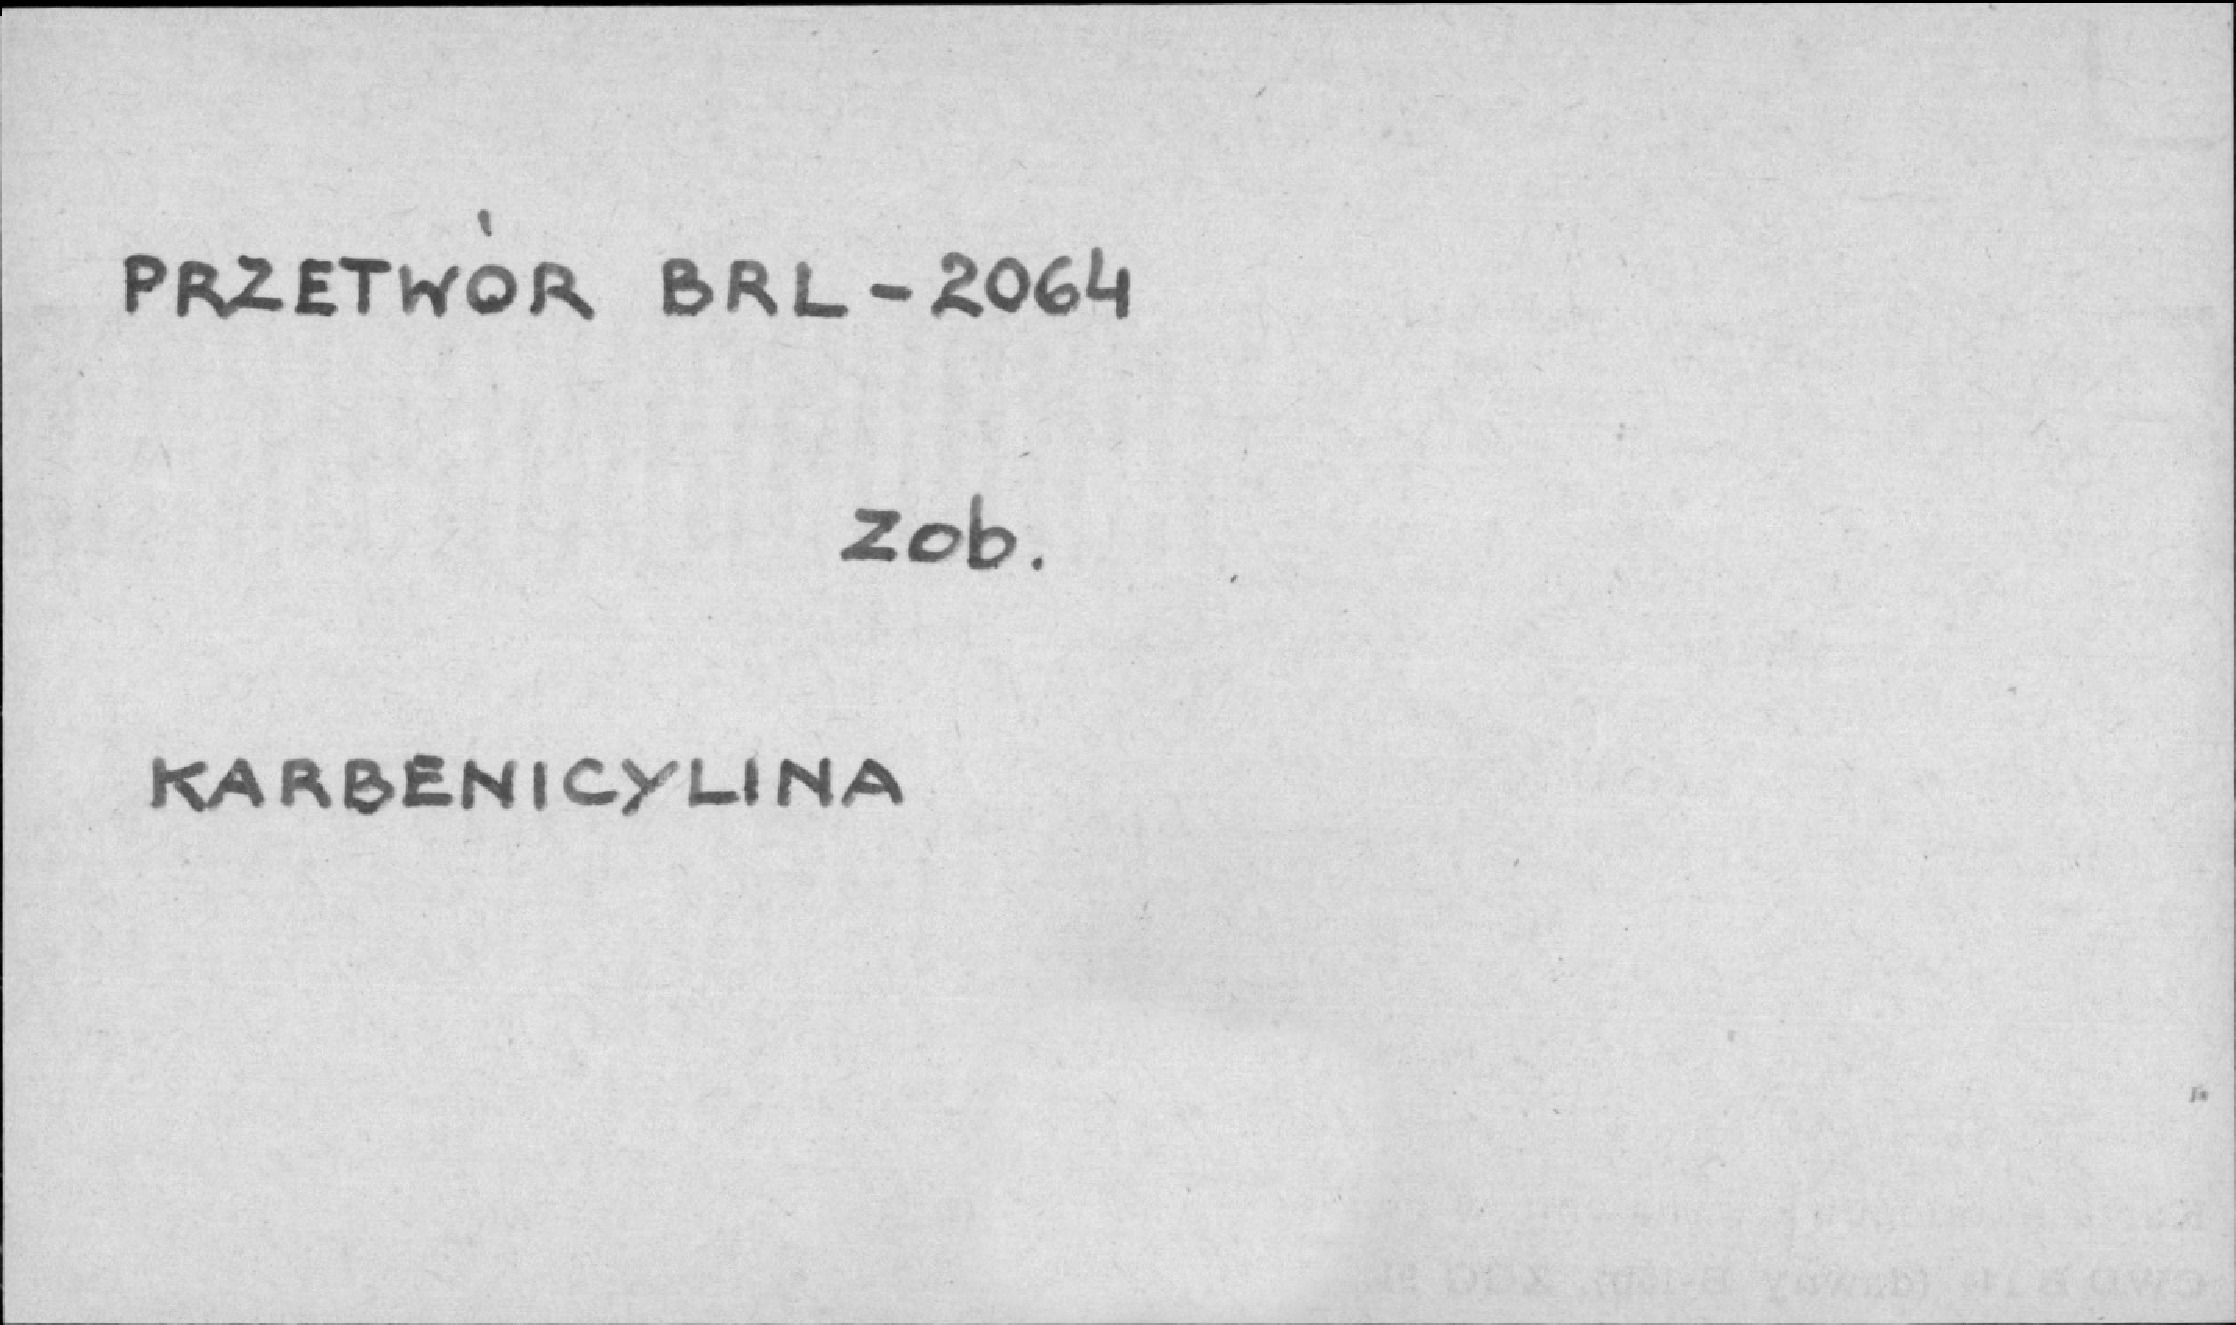 PRZETWÓR BRL-2064
zob.
KARBENICYLINA